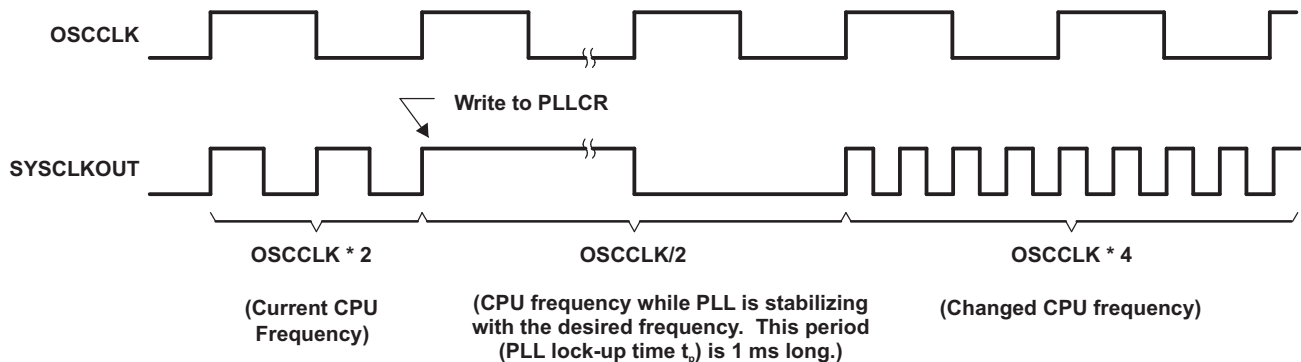 OSCCLK
Write to PLLCR
SYSCLKOUT
OSCCLK * 2
(Current CPU
Frequency)
OSCCLK/2
(CPU frequency while PLL is stabilizing
with the desired frequency. This period
(PLL lock-up time tp) is 1 ms long.)
OSCCLK * 4
(Changed CPU frequency)